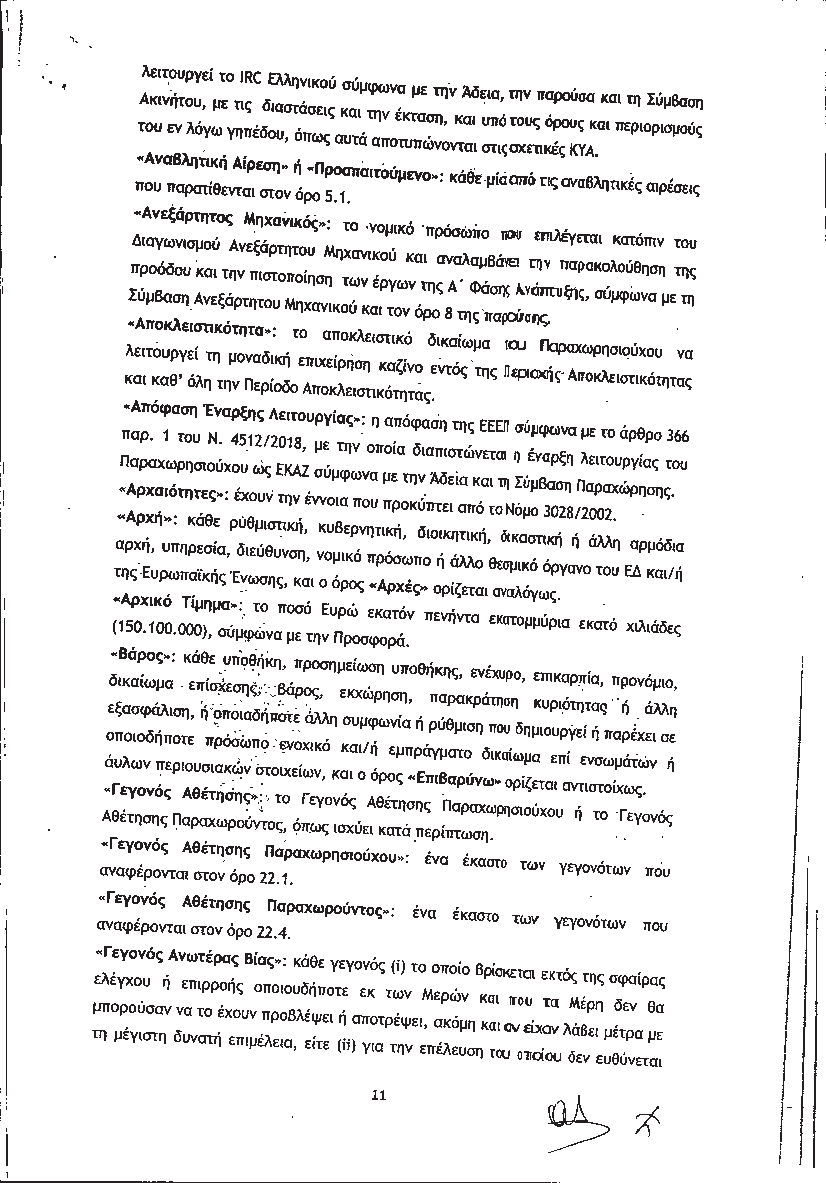 λειτουργεί το IRC Ελληνικού σύμφωνα με την Άδεια, την παρούσα και τη Σύμβαση
Ακινήτου, με τις διαστάσεις και την έκταση, και υπό τους όρους και περιορισμούς
του εν λόγω γηπέδου, όπως αυτά αποτυπώνονται στις σχετικές ΚΥΑ.
«Αναβλητική Αίρεση» ή «Προαπαιτούμενο»: κάθε μία από τις αναβλητικές αιρέσεις
που παρατίθενται στον όρο 5.1.
«Ανεξάρτητος Μηχανικός»: το νομικό πρόσωπο που επιλέγεται κατόπιν του
Διαγωνισμού Ανεξάρτητου Μηχανικού και αναλαμβάνει την παρακολούθηση της
προόδου και την πιστοποίηση των έργων της Α΄ Φάσης Ανάπτυξης, σύμφωνα με τη
Σύμβαση Ανεξάρτητου Μηχανικού και τον όρο 8 της παρούσης.
«Αποκλειστικότητα»: το αποκλειστικό δικαίωμα του Παραχωρησιούχου να
λειτουργεί τη μοναδική επιχείρηση καζίνο εντός της Περιοχής Αποκλειστικότητας
και καθ' όλη την Περίοδο Αποκλειστικότητας.
«Απόφαση Έναρξης Λειτουργίας»: η απόφαση της ΕΕΕΠ σύμφωνα με το άρθρο 366
παρ. 1 του Ν. 4512/2018, με την οποία διαπιστώνεται η έναρξη λειτουργίας του
Παραχωρησιούχου ως ΕΚΑΖ σύμφωνα με την Άδεια και τη Σύμβαση Παραχώρησης.
«Αρχαιότητες»: έχουν την έννοια που προκύπτει από το Νόμο 3028/2002.
«Αρχή»: κάθε ρυθμιστική, κυβερνητική, διοικητική, δικαστική ή άλλη αρμόδια
αρχή, υπηρεσία, διεύθυνση, νομικό πρόσωπο ή άλλο θεσμικό όργανο του ΕΔ και/ή
της Ευρωπαϊκής Ένωσης, και ο όρος «Αρχές» ορίζεται αναλόγως.
«Αρχικό Τίμημα»: το ποσό Ευρώ εκατόν πενήντα εκατομμύρια εκατό χιλιάδες
(150.100.000), σύμφωνα με την Προσφορά.
«Βάρος»: κάθε υποθήκη, προσημείωση υποθήκης, ενέχυρο, επικαρπία, προνόμιο,
δικαίωμα επίσχεσης, βάρος, εκχώρηση, παρακράτηση κυριότητας ή άλλη
εξασφάλιση, ή οποιαδήποτε άλλη συμφωνία ή ρύθμιση που δημιουργεί ή παρέχει σε
οποιοδήποτε πρόσωπο ενοχικό και/ή εμπράγματο δικαίωμα επί ενσωμάτων ή
άυλων περιουσιακών στοιχείων, και ο όρος «Επιβαρύνω» ορίζεται αντιστοίχως.
«Γεγονός Αθέτησης»: το Γεγονός Αθέτησης Παραχωρησιούχου ή το Γεγονός
Αθέτησης Παραχωρούντος, όπως ισχύει κατά περίπτωση.
«Γεγονός Αθέτησης Παραχωρησιούχου»: ένα έκαστο των γεγονότων που
αναφέρονται στον όρο 22.1.
«Γεγονός Αθέτησης Παραχωρούντος»: ένα έκαστο των γεγονότων που
αναφέρονται στον όρο 22.4.
«Γεγονός Ανωτέρας Βίας»: κάθε γεγονός (i) το οποίο βρίσκεται εκτός της σφαίρας
ελέγχου ή επιρροής οποιουδήποτε εκ των Μερών και που τα Μέρη δεν θα
μπορούσαν να το έχουν προβλέψει ή αποτρέψει, ακόμη και αν είχαν λάβει μέτρα με
τη μέγιστη δυνατή επιμέλεια, είτε (ii) για την επέλευση του οποίου δεν ευθύνεται
11